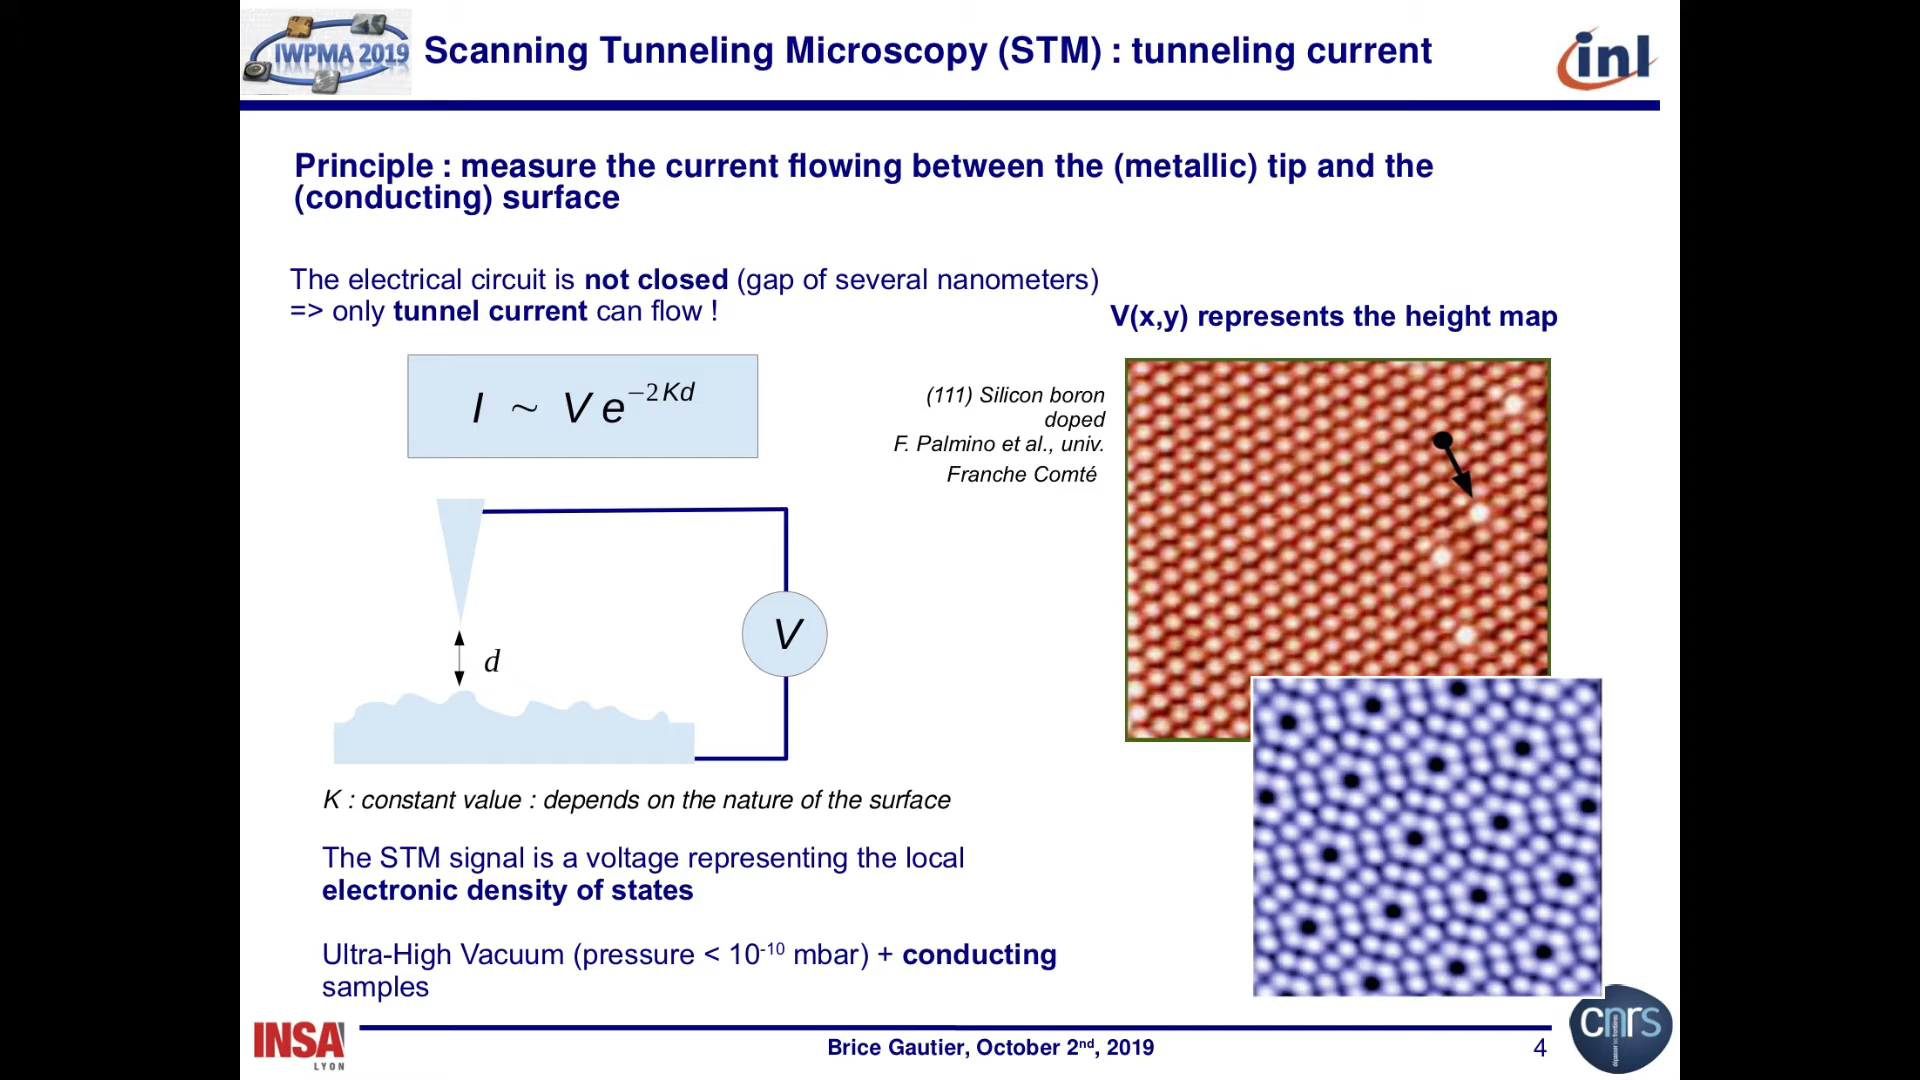 IWPMA 2019
Scanning Tunneling Microscopy (STM) : tunneling current
inl
Principle : measure the current flowing between the (metallic) tip and the
(conducting) surface
The electrical circuit is not closed (gap of several nanometers)
=> only tunnel current can flow !
V(x,y) represents the height map
I ~ V e^{-2Kd}
(111) Silicon boron
doped
F. Palmino et al., univ.
Franche Comté
V
d
K : constant value : depends on the nature of the surface
The STM signal is a voltage representing the local
electronic density of states
Ultra-High Vacuum (pressure < 10^{-10} mbar) + conducting
samples
INSA
LYON
Brice Gautier, October 2nd, 2019
4
cnrs